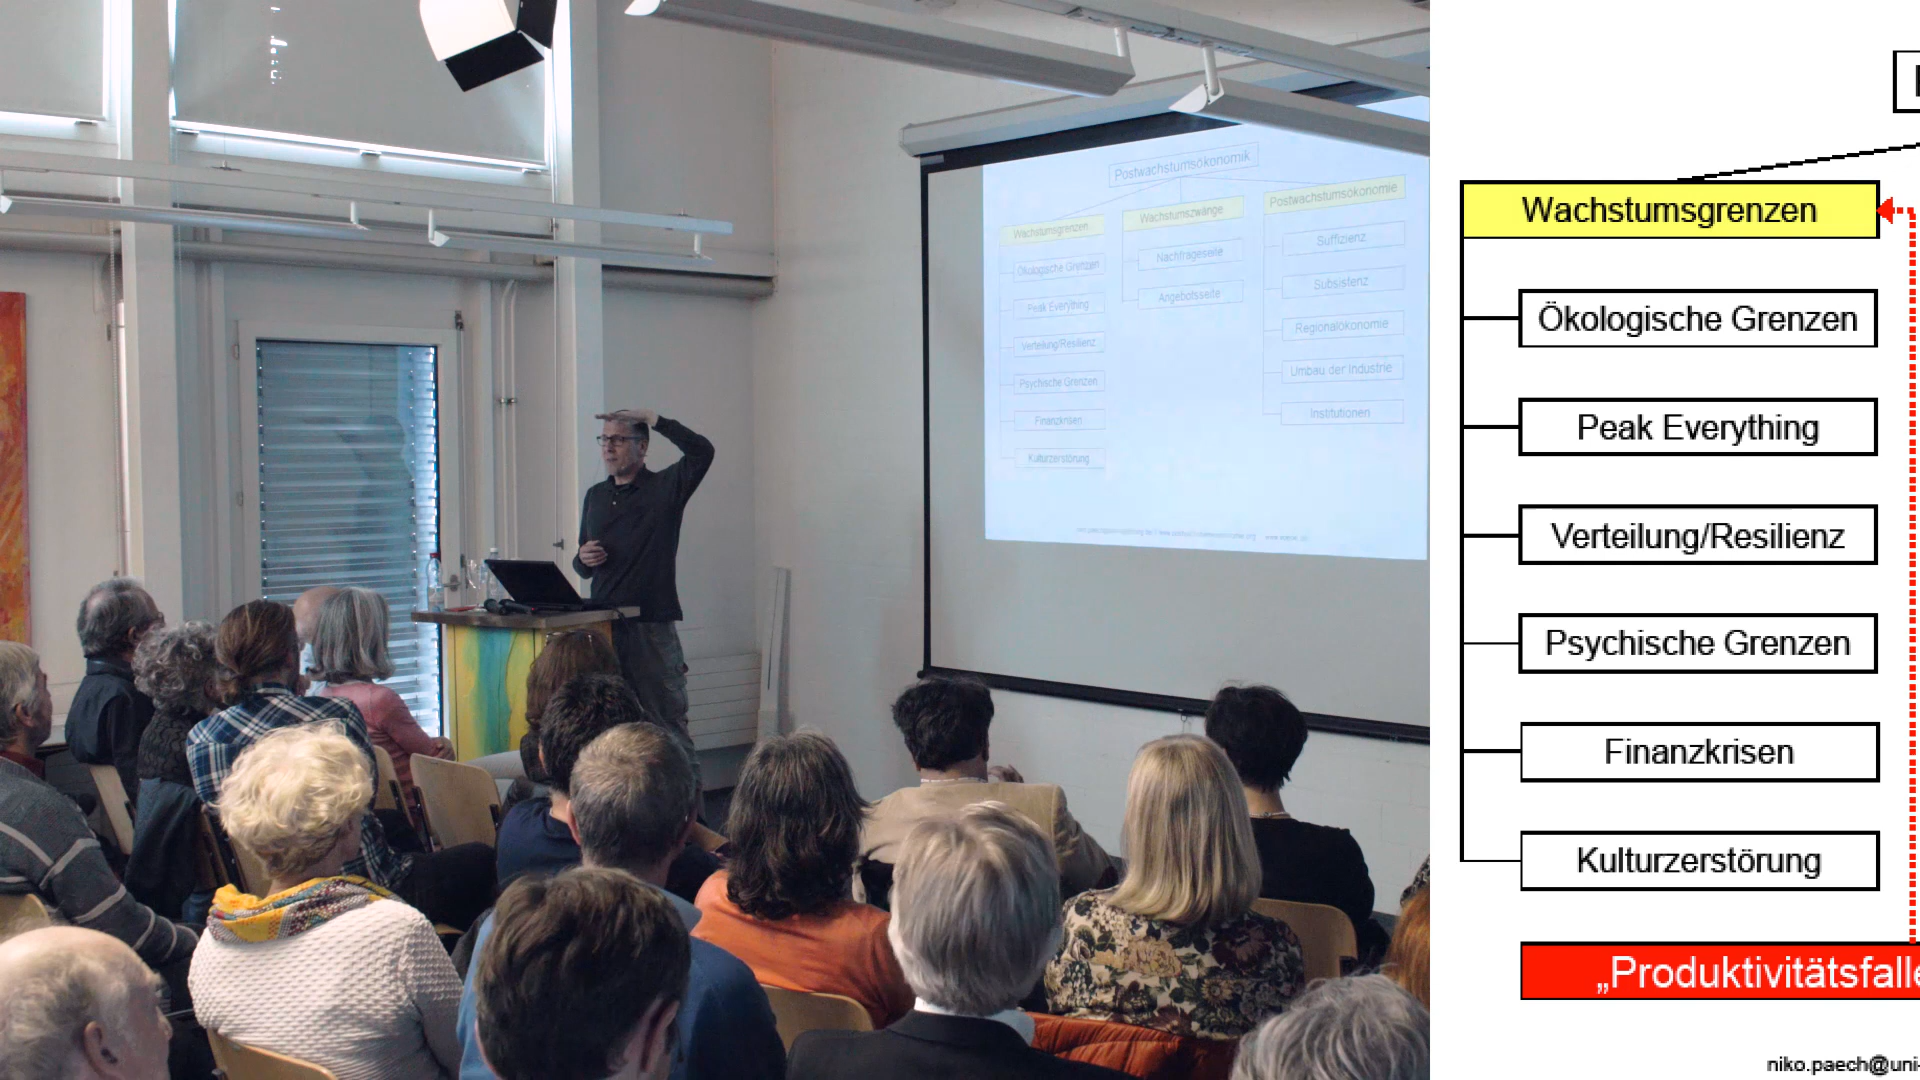 Postwachstumsökonomik
Wachstumsgrenzen
Ökologische Grenzen
Peak Everything
Verteilung/Resilienz
Psychische Grenzen
Finanzkrisen
Kulturzerstörung
Wachstumszwänge
Nachfrageseite
Angebotsseite
Postwachstumsökonomie
Suffizienz
Subsistenz
Regionalökonomie
Umbau der Industrie
Institutionen
Wachstumsgrenzen
Ökologische Grenzen
Peak Everything
Verteilung/Resilienz
Psychische Grenzen
Finanzkrisen
Kulturzerstörung
„Produktivitätsfalle
niko.paech@uni-